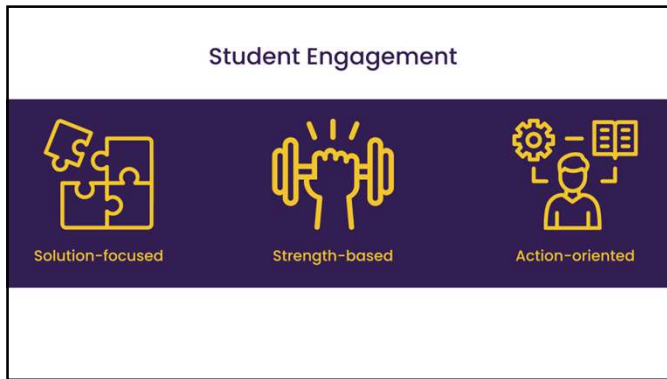 Student Engagement
Solution-focused
Strength-based
Action-oriented